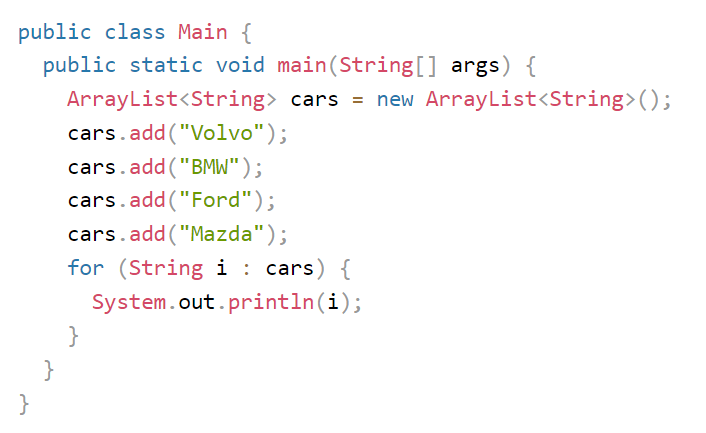 public class Main {
  public static void main(String[] args) {
    ArrayList<String> cars = new ArrayList<String>();
    cars.add("Volvo");
    cars.add("BMW");
    cars.add("Ford");
    cars.add("Mazda");
    for (String i : cars) {
      System.out.println(i);
    }
  }
}